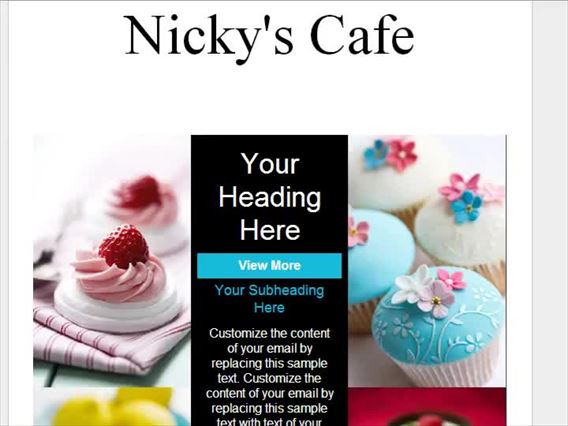 Nicky's Cafe
Your
Heading
Here
View More
Your Subheading
Here
Customize the content
of your email by
replacing this sample
text. Customize the
content of your email by
replacing this sample
text with text of your